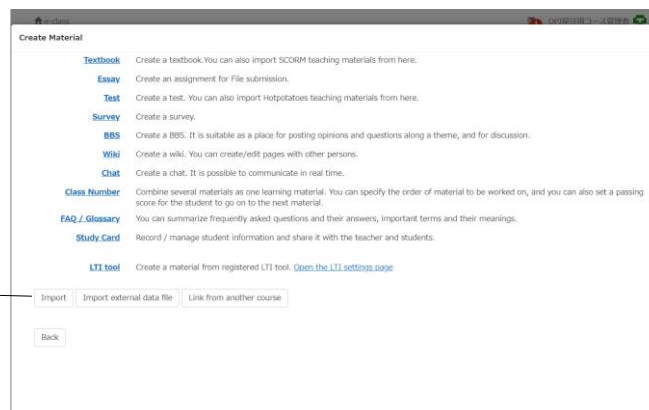 e-class
Create Material
Textbook Create a textbook.You can also import SCORM teaching materials from here.
Essay Create an assignment for File submission.
Test Create a test. You can also import Hotpotatoes teaching materials from here.
Survey Create a survey.
BBS Create a BBS. It is suitable as a place for posting opinions and questions along a theme, and for discussion.
Wiki Create a wiki. You can create/edit pages with other persons.
Chat Create a chat. It is possible to communicate in real time.
Class Number Combine several materials as one learning material. You can specify the order of material to be worked on, and you can also set a passing
score for the student to go on to the next material.
FAQ / Glossary You can summarize frequently asked questions and their answers, important terms and their meanings.
Study Card Record / manage student information and share it with the teacher and students.
LTI tool Create a material from registered LTI tool. Open the LTI settings page
Import Import external data file Link from another course
Back